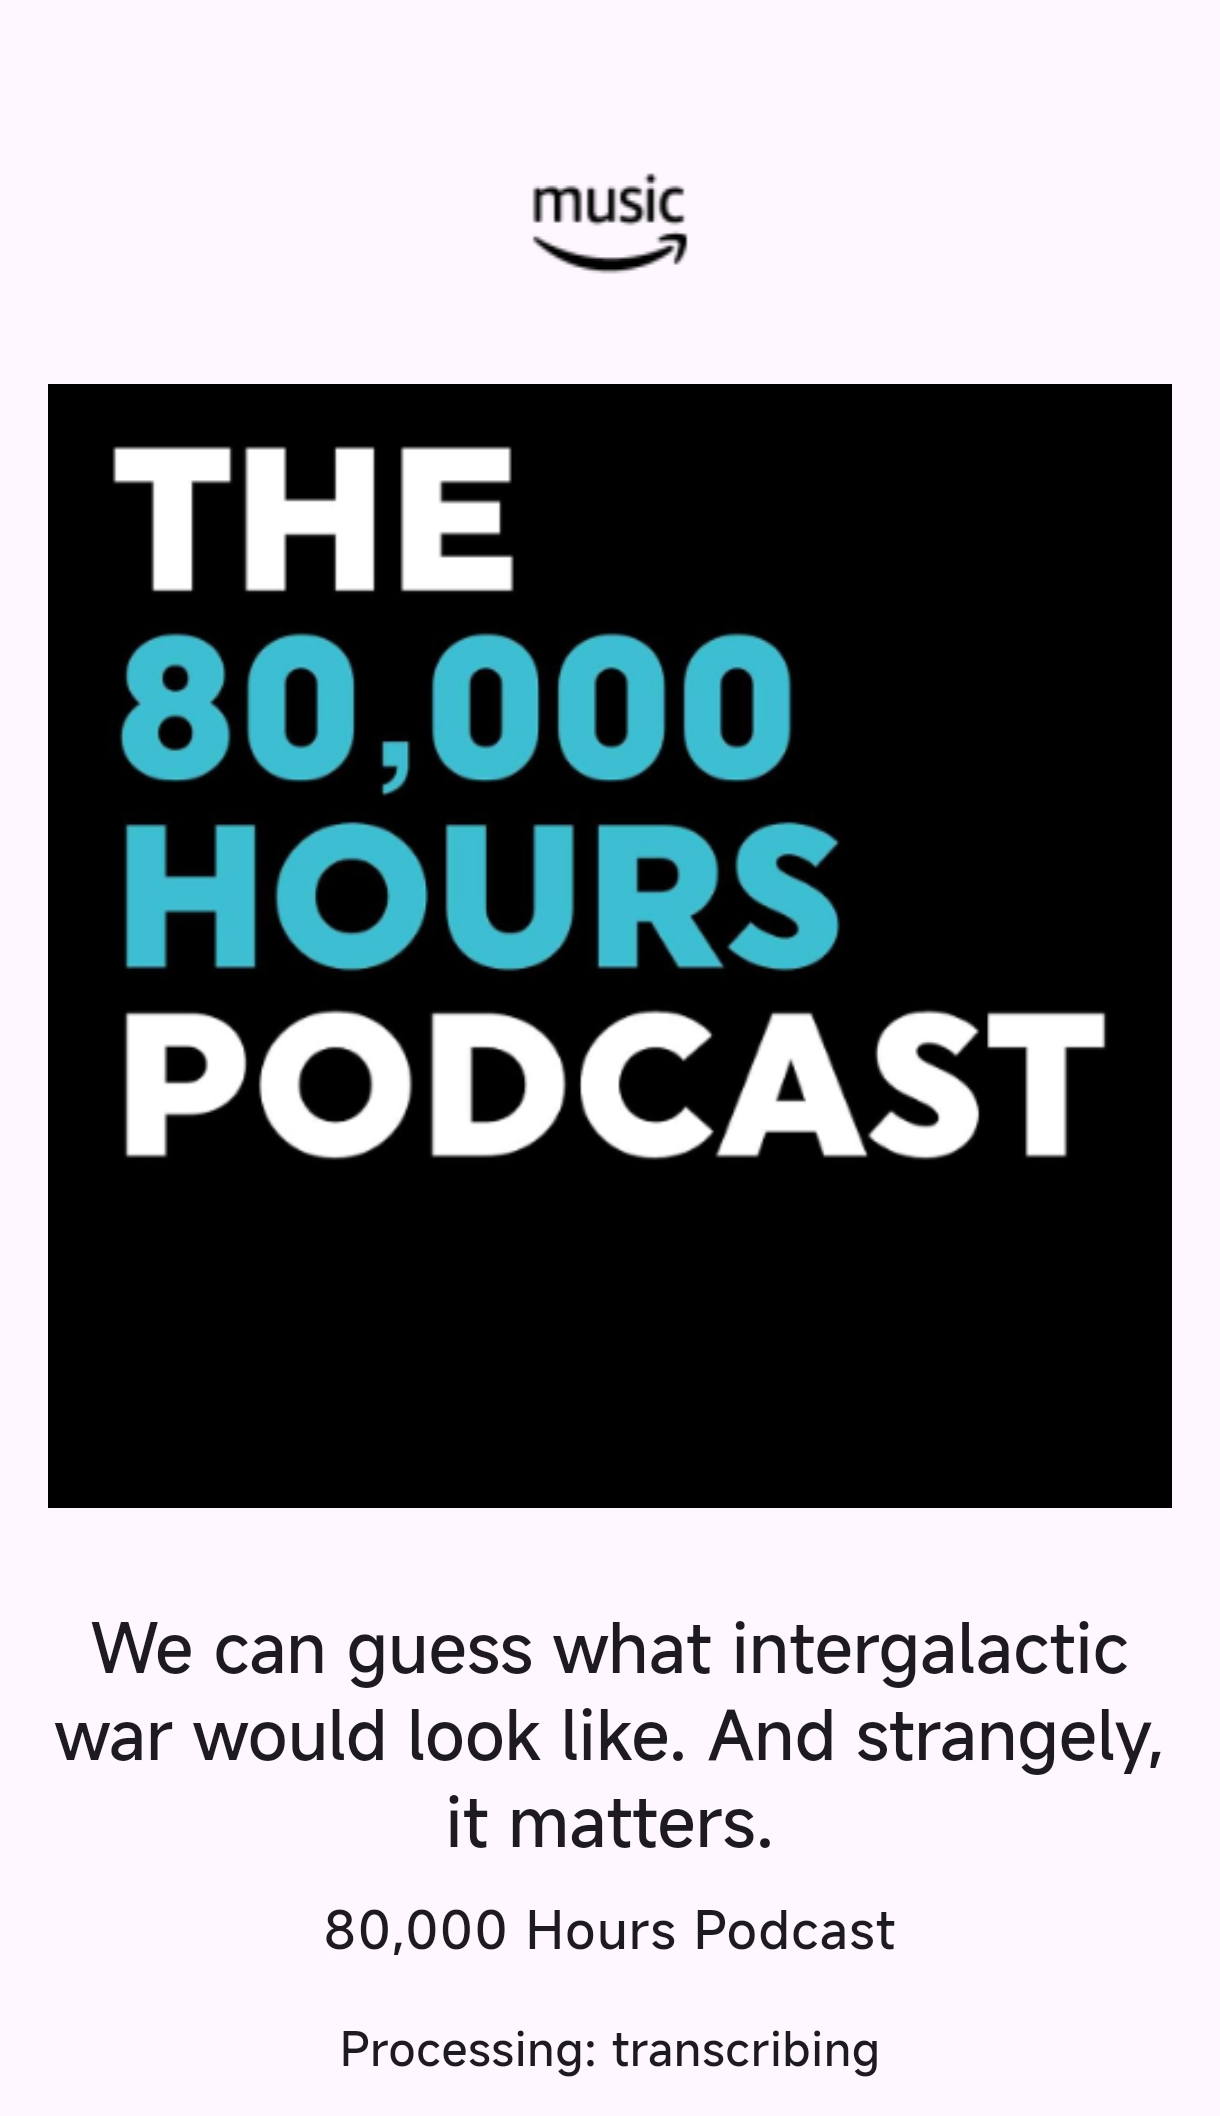 music
THE
80,000
HOURS
PODCAST
We can guess what intergalactic
war would look like. And strangely,
it matters.
80,000 Hours Podcast
Processing: transcribing